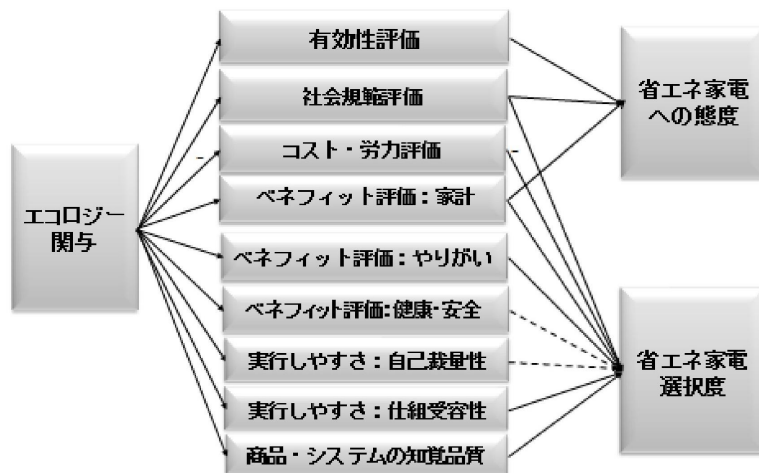 有効性評価
社会規範評価
コスト・労力評価
ベネフィット評価：家計
ベネフィット評価：やりがい
ベネフィット評価:健康・安全
実行しやすさ：自己裁量性
実行しやすさ：仕組受容性
商品・システムの知覚品質
エコロジー
関与
省エネ家電
への態度
省エネ家電
選択度